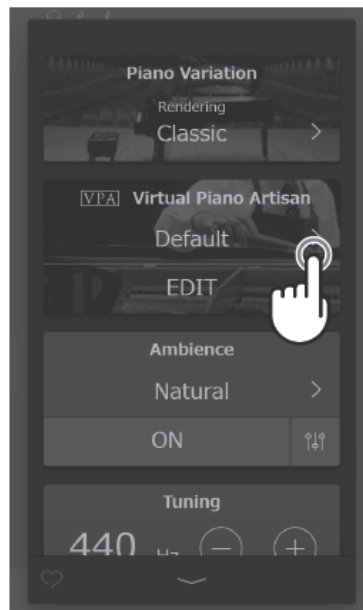 Piano Variation
Rendering
Classic
VPA Virtual Piano Artisan
Default
EDIT
Ambience
Natural
ON
Tuning
440 Hz